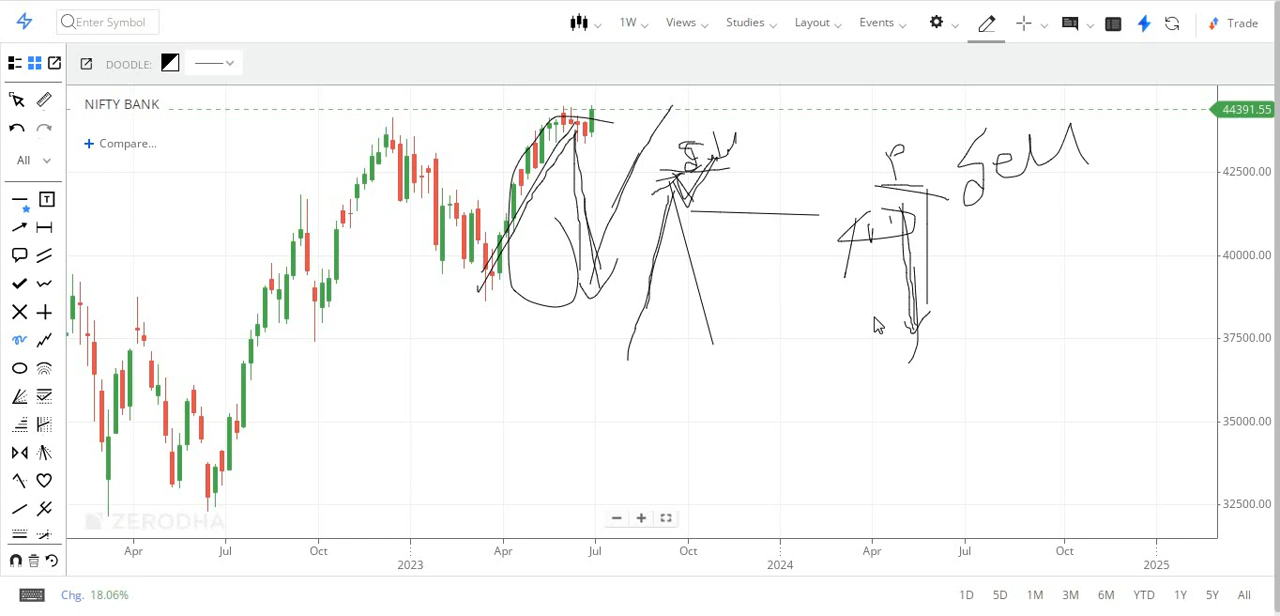 Enter Symbol
1W
Views
Studies
Layout
Events
Trade
DOODLE:
NIFTY BANK
44391.55
Compare...
All
42500.00
40000.00
37500.00
35000.00
32500.00
ZERODHA
Apr
Jul
Oct
2023
Apr
Jul
Oct
2024
Apr
Jul
Oct
2025
Chg. 18.06%
1D 5D 1M 3M 6M YTD 1Y 5Y All